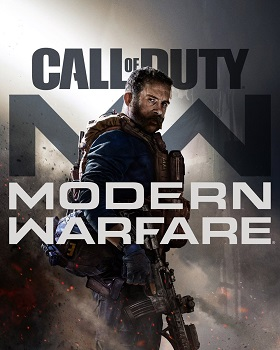 CALL OF DUTY
MW
MODERN
WARFARE